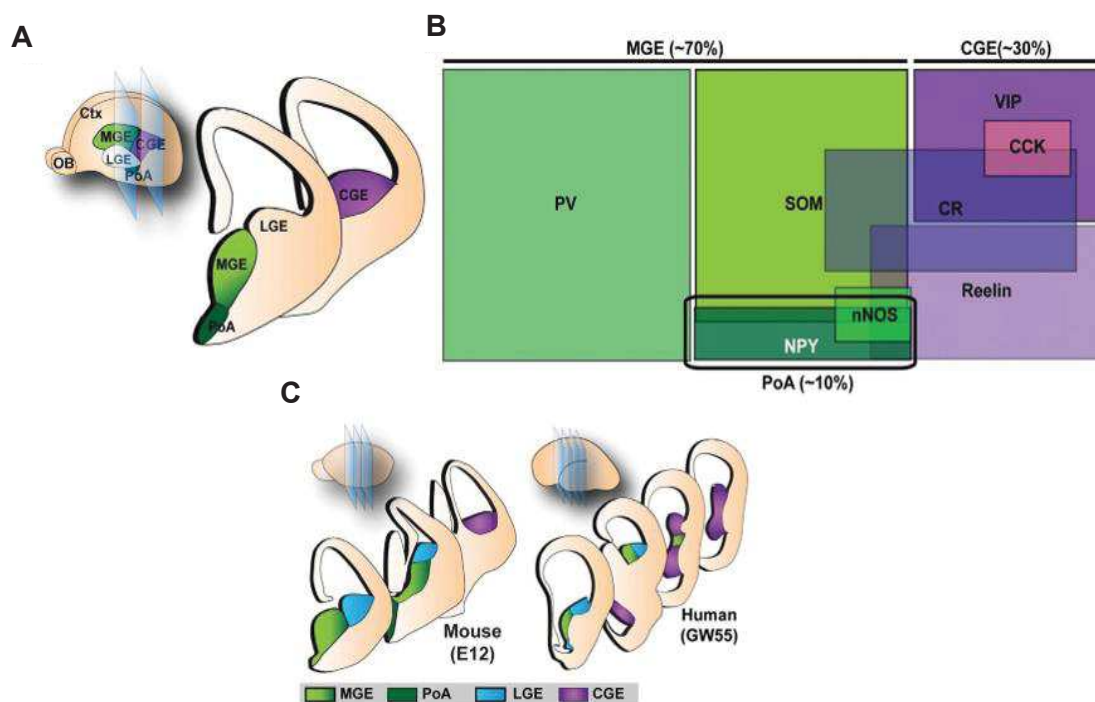 A
Ctx
MGE
CGE
OB
LGE
PoA
CGE
LGE
MGE
PoA
B
MGE (~70%)
CGE(~30%)
VIP
CCK
PV
SOM
CR
Reelin
nNOS
NPY
PoA (~10%)
C
Mouse
(E12)
Human
(GW55)
MGE
PoA
LGE
CGE